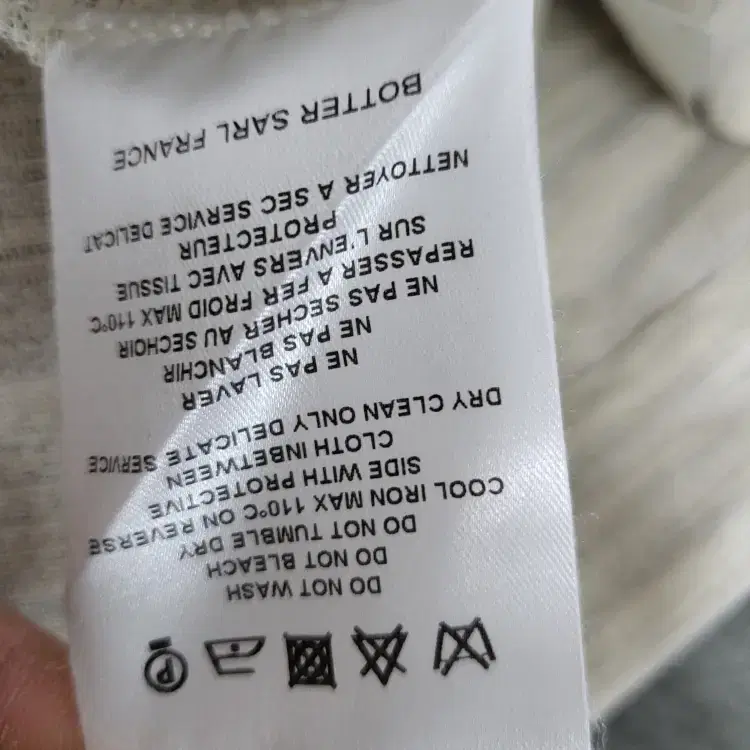 DO NOT WASH
DO NOT BLEACH
DO NOT TUMBLE DRY
COOL IRON MAX 110ºC ON REVERSE
SIDE WITH PROTECTIVE
CLOTH INBETWEEN
DRY CLEAN ONLY DELICATE SERVICE
NE PAS LAVER
NE PAS BLANCHIR
NE PAS SECHER AU SECHOIR
REPASSER A FER FROID MAX 110ºC
SUR L'ENVERS AVEC TISSUE
PROTECTEUR
NETTOYER A SEC SERVICE DELICAT
BOTTER SARL FRANCE